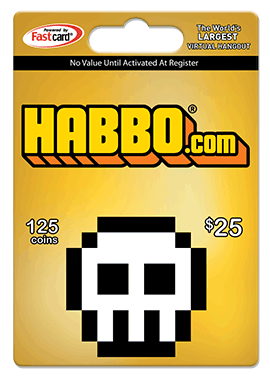 Powered by
Fastcard®
The World's
LARGEST
VIRTUAL HANGOUT
No Value Until Activated At Register
HABBO®.com
125
coins
$25